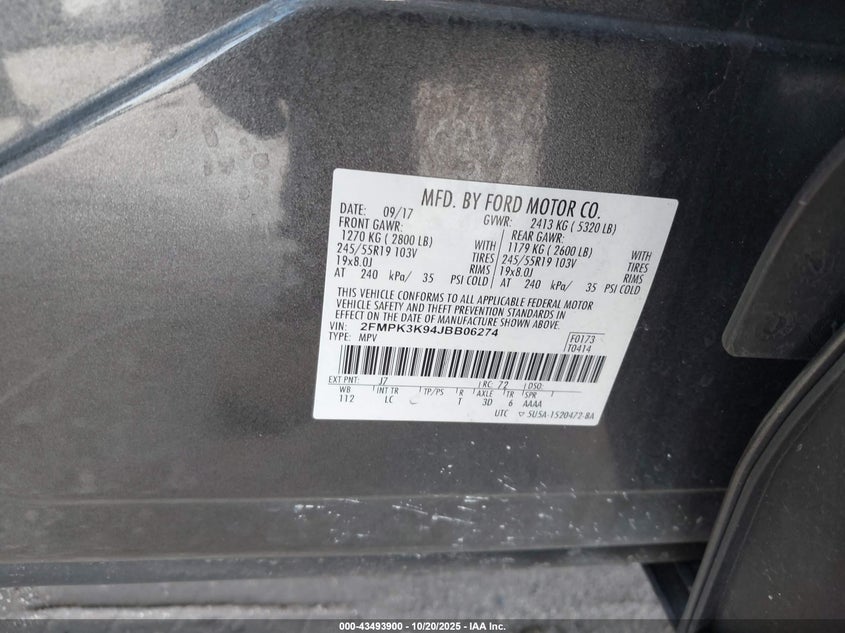 MFD. BY FORD MOTOR CO.
DATE: 09/17 GVWR: 2413 KG ( 5320 LB)
FRONT GAWR: REAR GAWR:
1270 KG ( 2800 LB) WITH 1179 KG ( 2600 LB) WITH
245/55R19 103V TIRES 245/55R19 103V TIRES
19x8.0J RIMS 19x8.0J RIMS
AT 240 kPa/ 35 PSI COLD AT 240 kPa/ 35 PSI COLD
THIS VEHICLE CONFORMS TO ALL APPLICABLE FEDERAL MOTOR
VEHICLE SAFETY AND THEFT PREVENTION STANDARDS IN
EFFECT ON THE DATE OF MANUFACTURE SHOWN ABOVE.
VIN: 2FMPK3K94JBB06274 F0173
TYPE: MPV T0414
EXT PNT: J7 RC: 72 DSO:
WB INT TR TP/PS R AXLE TR SPR
112 LC T 3D 6 AAAA
UTC ▽ 5U5A-1520472-BA
000-43493900 - 10/20/2025 - IAA Inc.